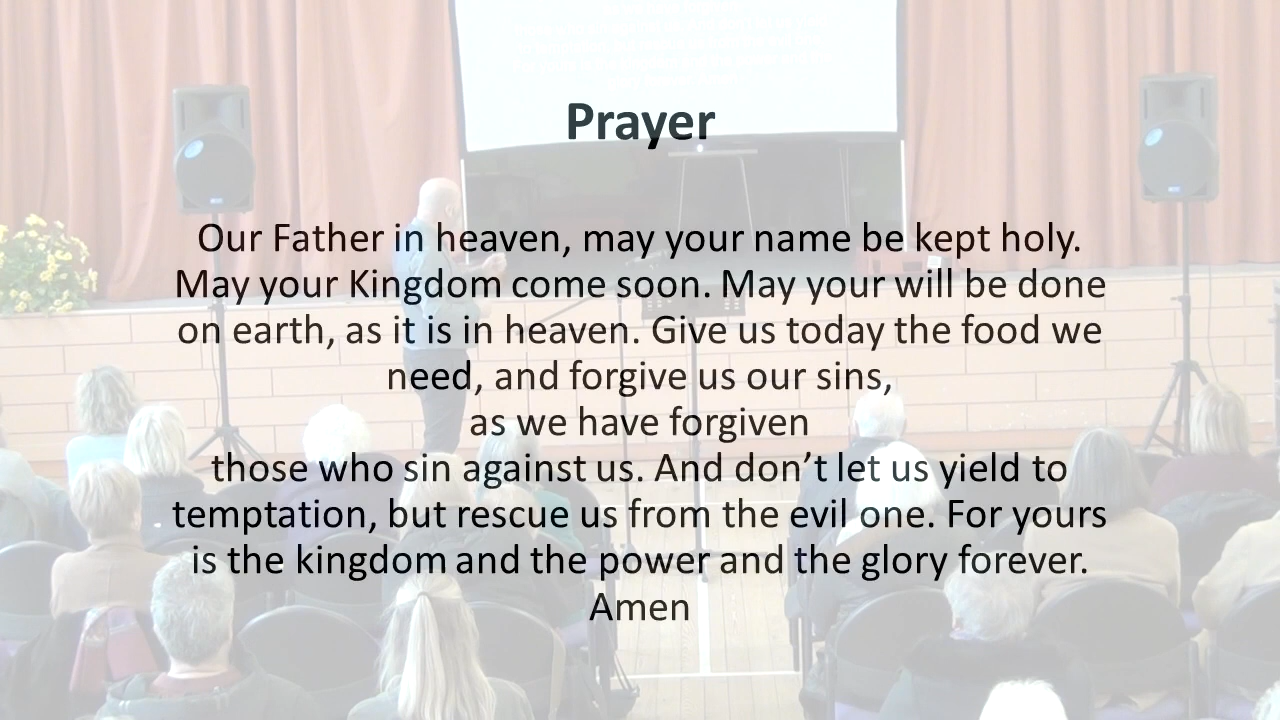 Prayer
Our Father in heaven, may your name be kept holy.
May your Kingdom come soon. May your will be done
on earth, as it is in heaven. Give us today the food we
need, and forgive us our sins,
as we have forgiven
those who sin against us. And don’t let us yield to
temptation, but rescue us from the evil one. For yours
is the kingdom and the power and the glory forever.
Amen